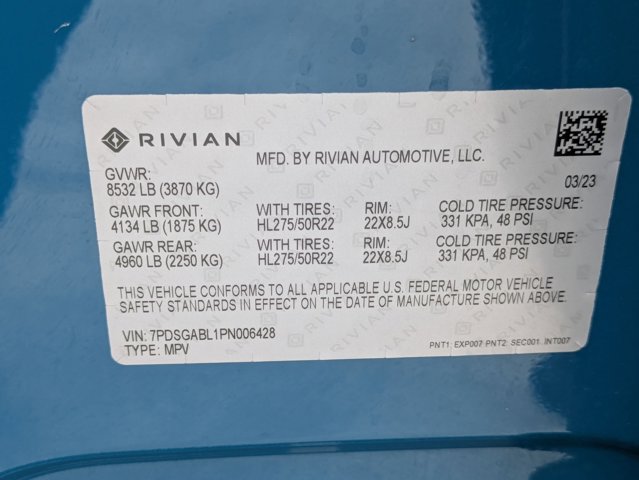 RIVIAN
MFD. BY RIVIAN AUTOMOTIVE, LLC.
GVWR:
8532 LB (3870 KG)
03/23
GAWR FRONT: WITH TIRES: RIM: COLD TIRE PRESSURE:
4134 LB (1875 KG) HL275/50R22 22X8.5J 331 KPA, 48 PSI
GAWR REAR: WITH TIRES: RIM: COLD TIRE PRESSURE:
4960 LB (2250 KG) HL275/50R22 22X8.5J 331 KPA, 48 PSI
THIS VEHICLE CONFORMS TO ALL APPLICABLE U.S. FEDERAL MOTOR VEHICLE
SAFETY STANDARDS IN EFFECT ON THE DATE OF MANUFACTURE SHOWN ABOVE.
VIN: 7PDSGABL1PN006428
TYPE: MPV
PNT1: EXP007 PNT2: SEC001 INT007